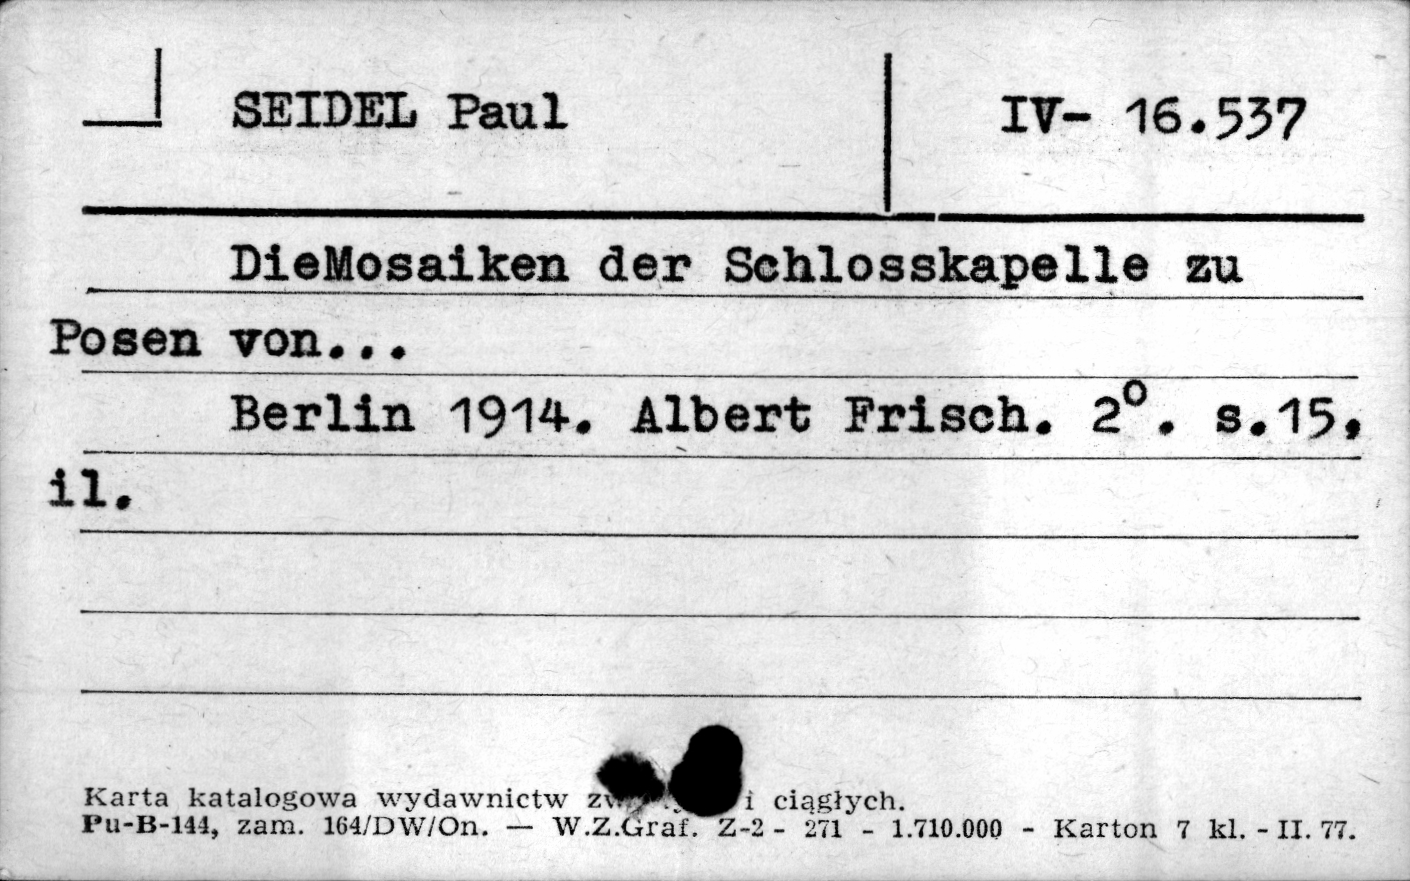 SEIDEL Paul
IV- 16.537
DieMosaiken der Schlosskapelle zu
Posen von...
Berlin 1914. Albert Frisch. 2°. s.15,
il.
Karta katalogowa wydawnictw i ciągłych.
Pu-B-144, zam. 164/DW/On. — W.Z.Graf. Z-2 - 271 - 1.710.000 - Karton 7 kl. - II. 77.